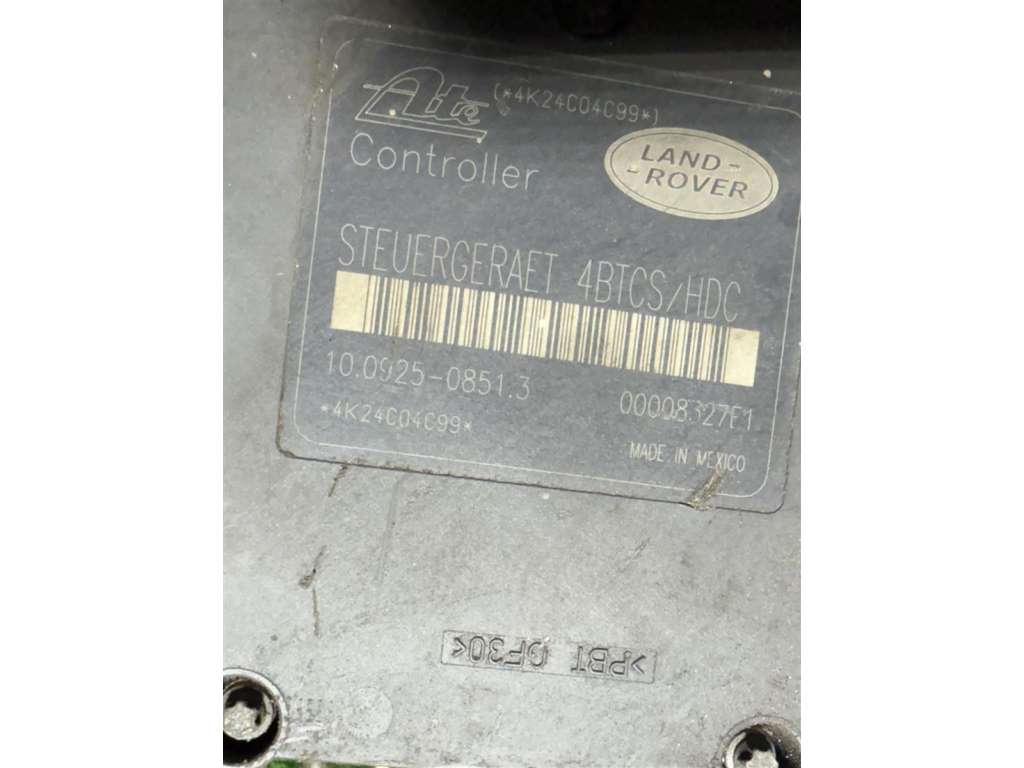 Ate (*4K24C04C99*)
Controller
LAND-
-ROVER
STEUERGERAET 4BTCS/HDC
10.0925-0851.3 00008327E1
*4K24C04C99*
MADE IN MEXICO
>PBT GF30<